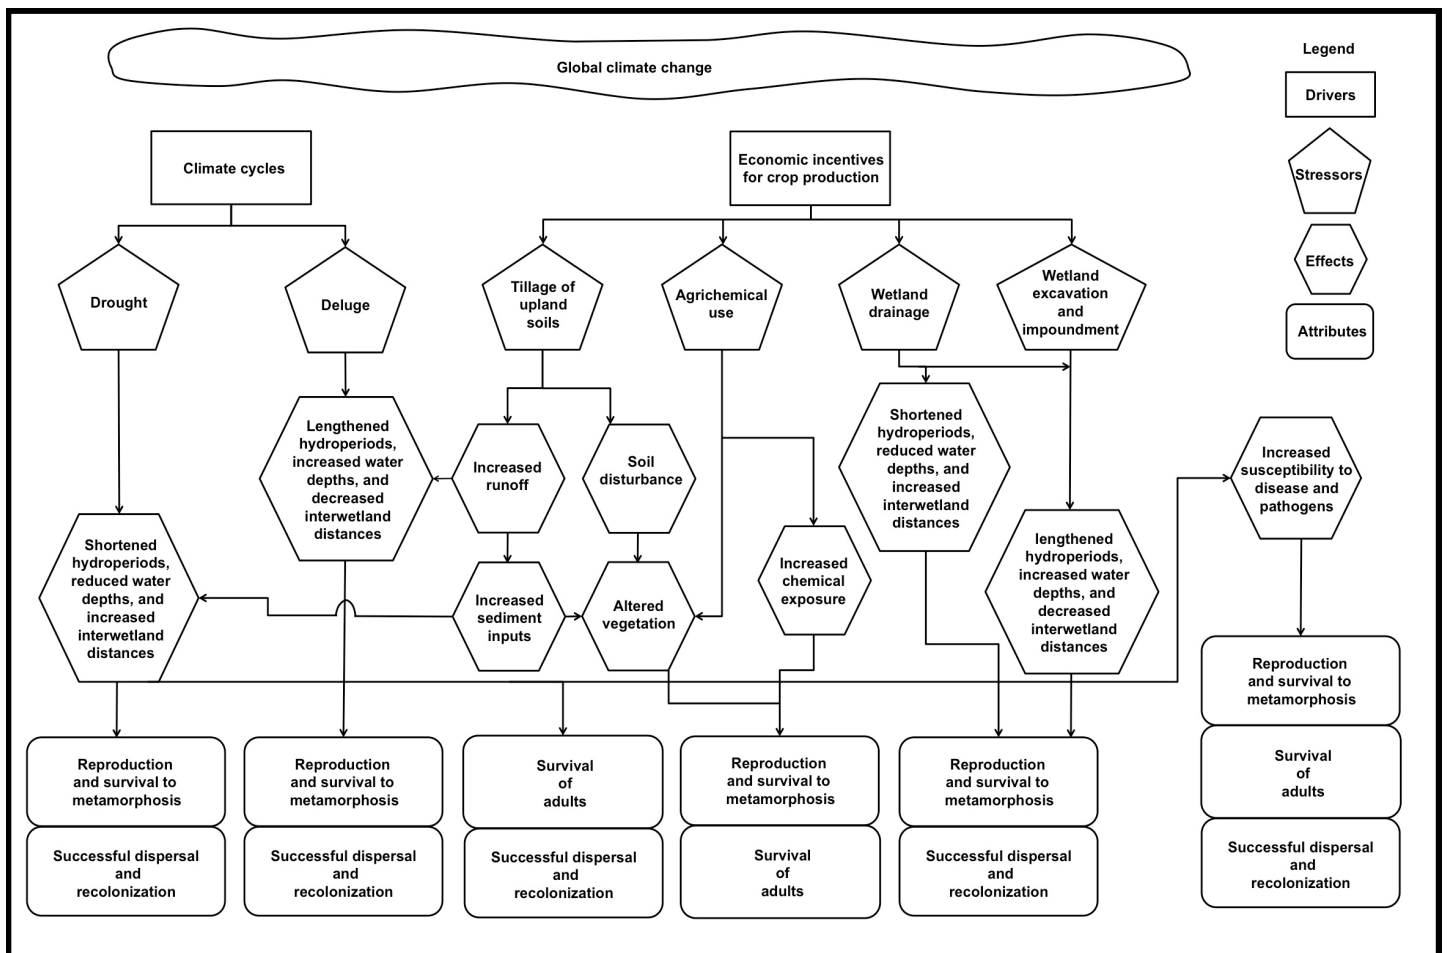 Global climate change
Legend
Drivers
Stressors
Effects
Attributes
Climate cycles
Economic incentives
for crop production
Drought
Deluge
Tillage of
upland
soils
Agrichemical
use
Wetland
drainage
Wetland
excavation
and
impoundment
Lengthened
hydroperiods,
increased water
depths, and
decreased
interwetland
distances
Increased
runoff
Soil
disturbance
Shortened
hydroperiods,
reduced water
depths, and
increased
interwetland
distances
Increased
susceptibility to
disease and
pathogens
Shortened
hydroperiods,
reduced water
depths, and
increased
interwetland
distances
Increased
sediment
inputs
Altered
vegetation
Increased
chemical
exposure
lengthened
hydroperiods,
increased water
depths, and
decreased
interwetland
distances
Reproduction
and survival to
metamorphosis
Successful dispersal
and
recolonization
Reproduction
and survival to
metamorphosis
Successful dispersal
and
recolonization
Survival
of
adults
Successful dispersal
and
recolonization
Reproduction
and survival to
metamorphosis
Survival
of
adults
Reproduction
and survival to
metamorphosis
Successful dispersal
and
recolonization
Reproduction
and survival to
metamorphosis
Survival
of
adults
Successful dispersal
and
recolonization